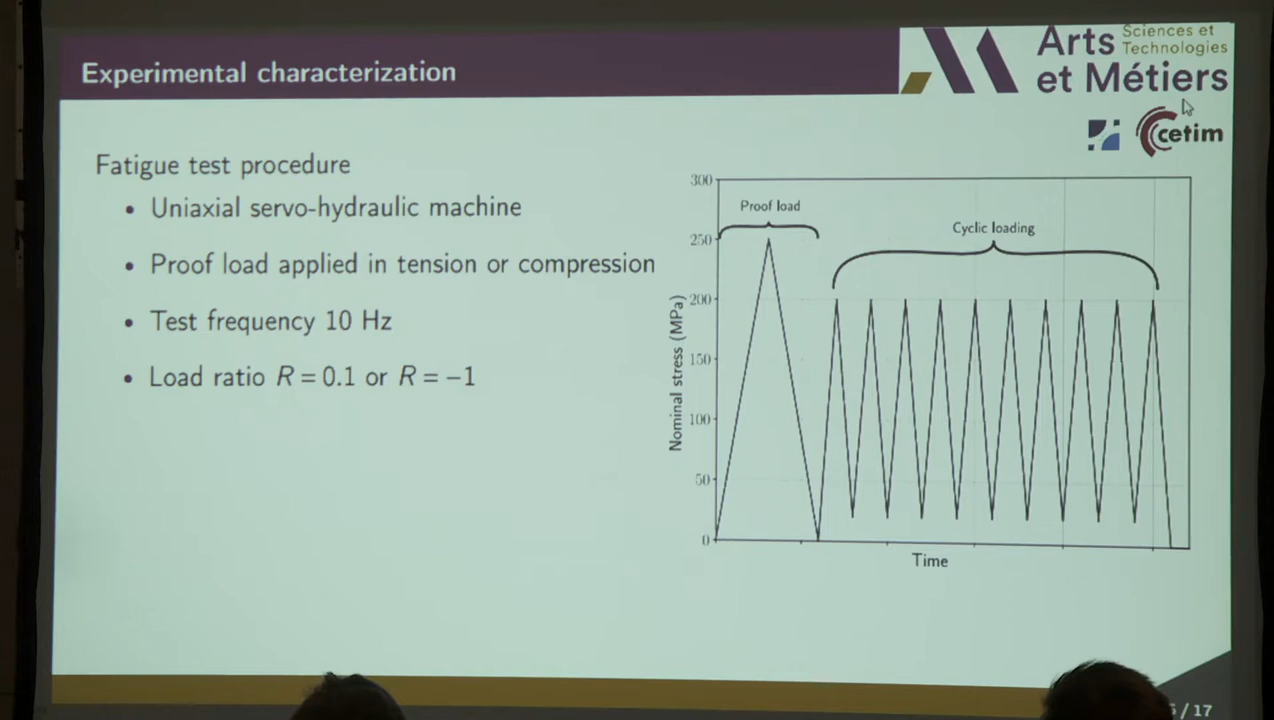 Experimental characterization
Arts Sciences et Technologies
et Métiers
cetim
Fatigue test procedure
• Uniaxial servo-hydraulic machine
• Proof load applied in tension or compression
• Test frequency 10 Hz
• Load ratio R = 0.1 or R = −1
Proof load
Cyclic loading
300
250
200
150
100
50
0
Nominal stress (MPa)
Time
/ 17